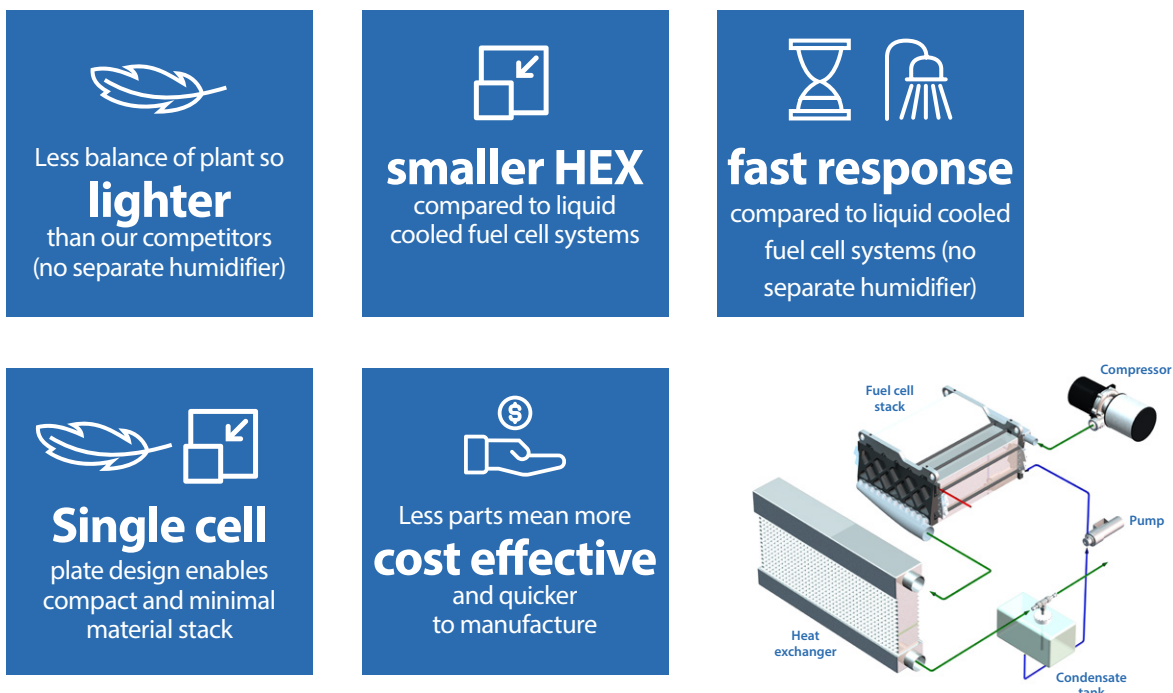 Less balance of plant so
lighter
than our competitors
(no separate humidifier)
smaller HEX
compared to liquid
cooled fuel cell systems
fast response
compared to liquid cooled
fuel cell systems (no
separate humidifier)
Single cell
plate design enables
compact and minimal
material stack
$
Less parts mean more
cost effective
and quicker
to manufacture
Compressor
Fuel cell
stack
Pump
Heat
exchanger
Condensate
tank